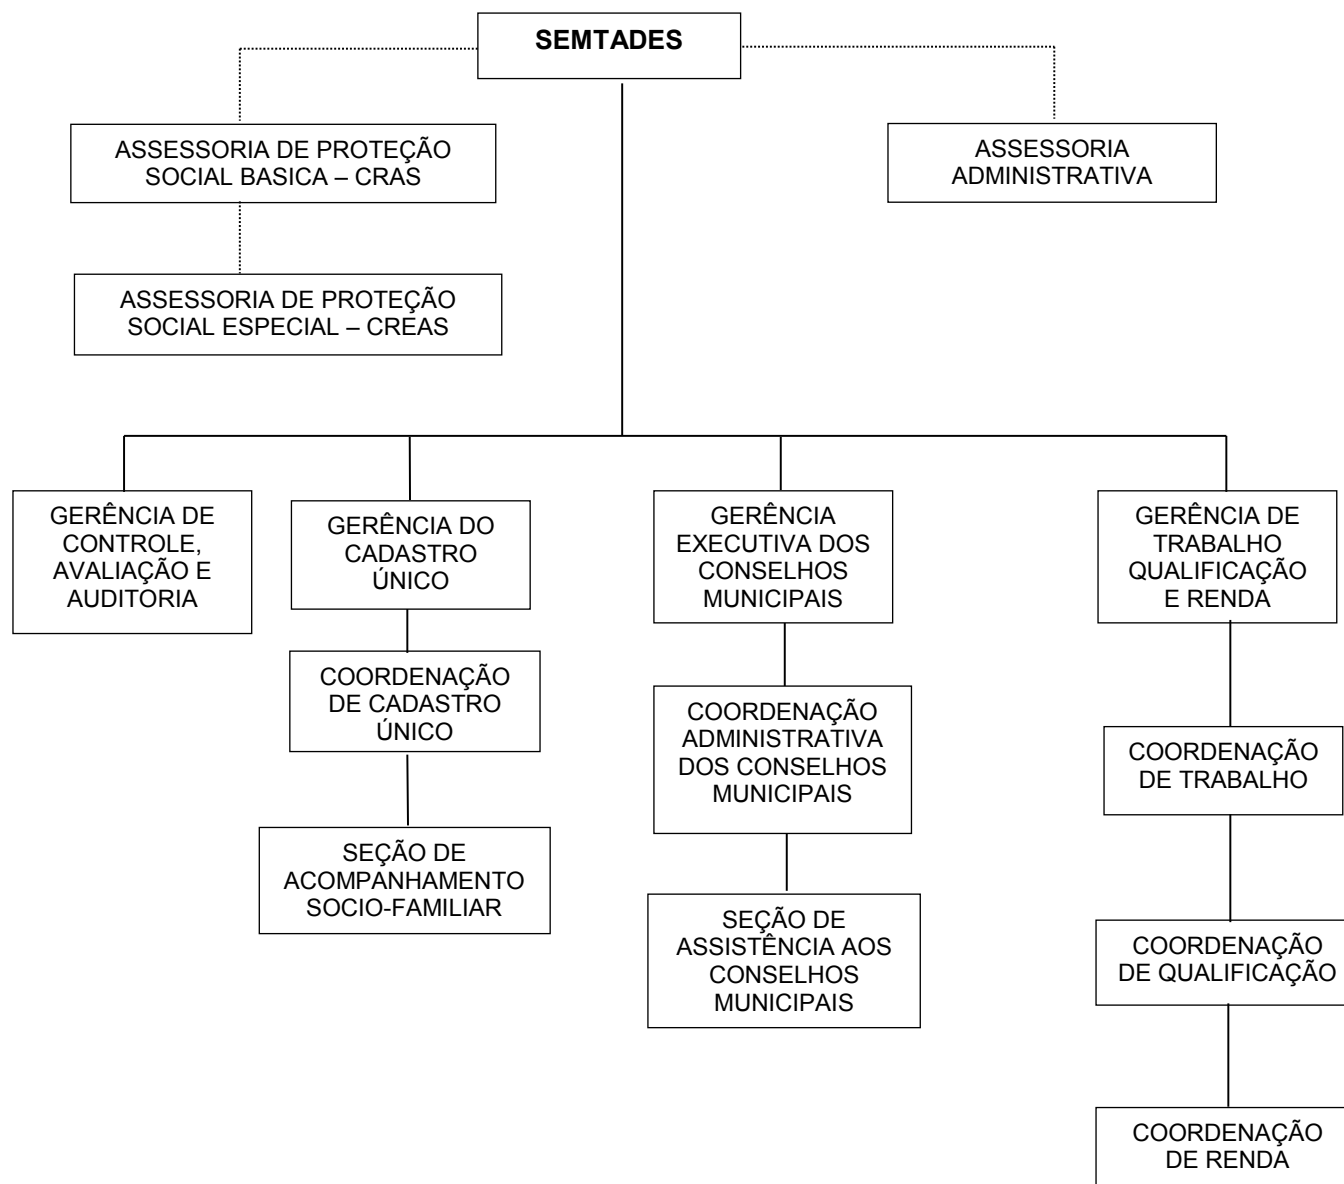 SEMTADES
ASSESSORIA DE PROTEÇÃO
SOCIAL BASICA – CRAS
ASSESSORIA
ADMINISTRATIVA
ASSESSORIA DE PROTEÇÃO
SOCIAL ESPECIAL – CREAS
GERÊNCIA DE
CONTROLE,
AVALIAÇÃO E
AUDITORIA
GERÊNCIA DO
CADASTRO
ÚNICO
GERÊNCIA
EXECUTIVA DOS
CONSELHOS
MUNICIPAIS
GERÊNCIA DE
TRABALHO
QUALIFICAÇÃO
E RENDA
COORDENAÇÃO
DE CADASTRO
ÚNICO
COORDENAÇÃO
ADMINISTRATIVA
DOS CONSELHOS
MUNICIPAIS
COORDENAÇÃO
DE TRABALHO
SEÇÃO DE
ACOMPANHAMENTO
SOCIO-FAMILIAR
SEÇÃO DE
ASSISTÊNCIA AOS
CONSELHOS
MUNICIPAIS
COORDENAÇÃO
DE QUALIFICAÇÃO
COORDENAÇÃO
DE RENDA